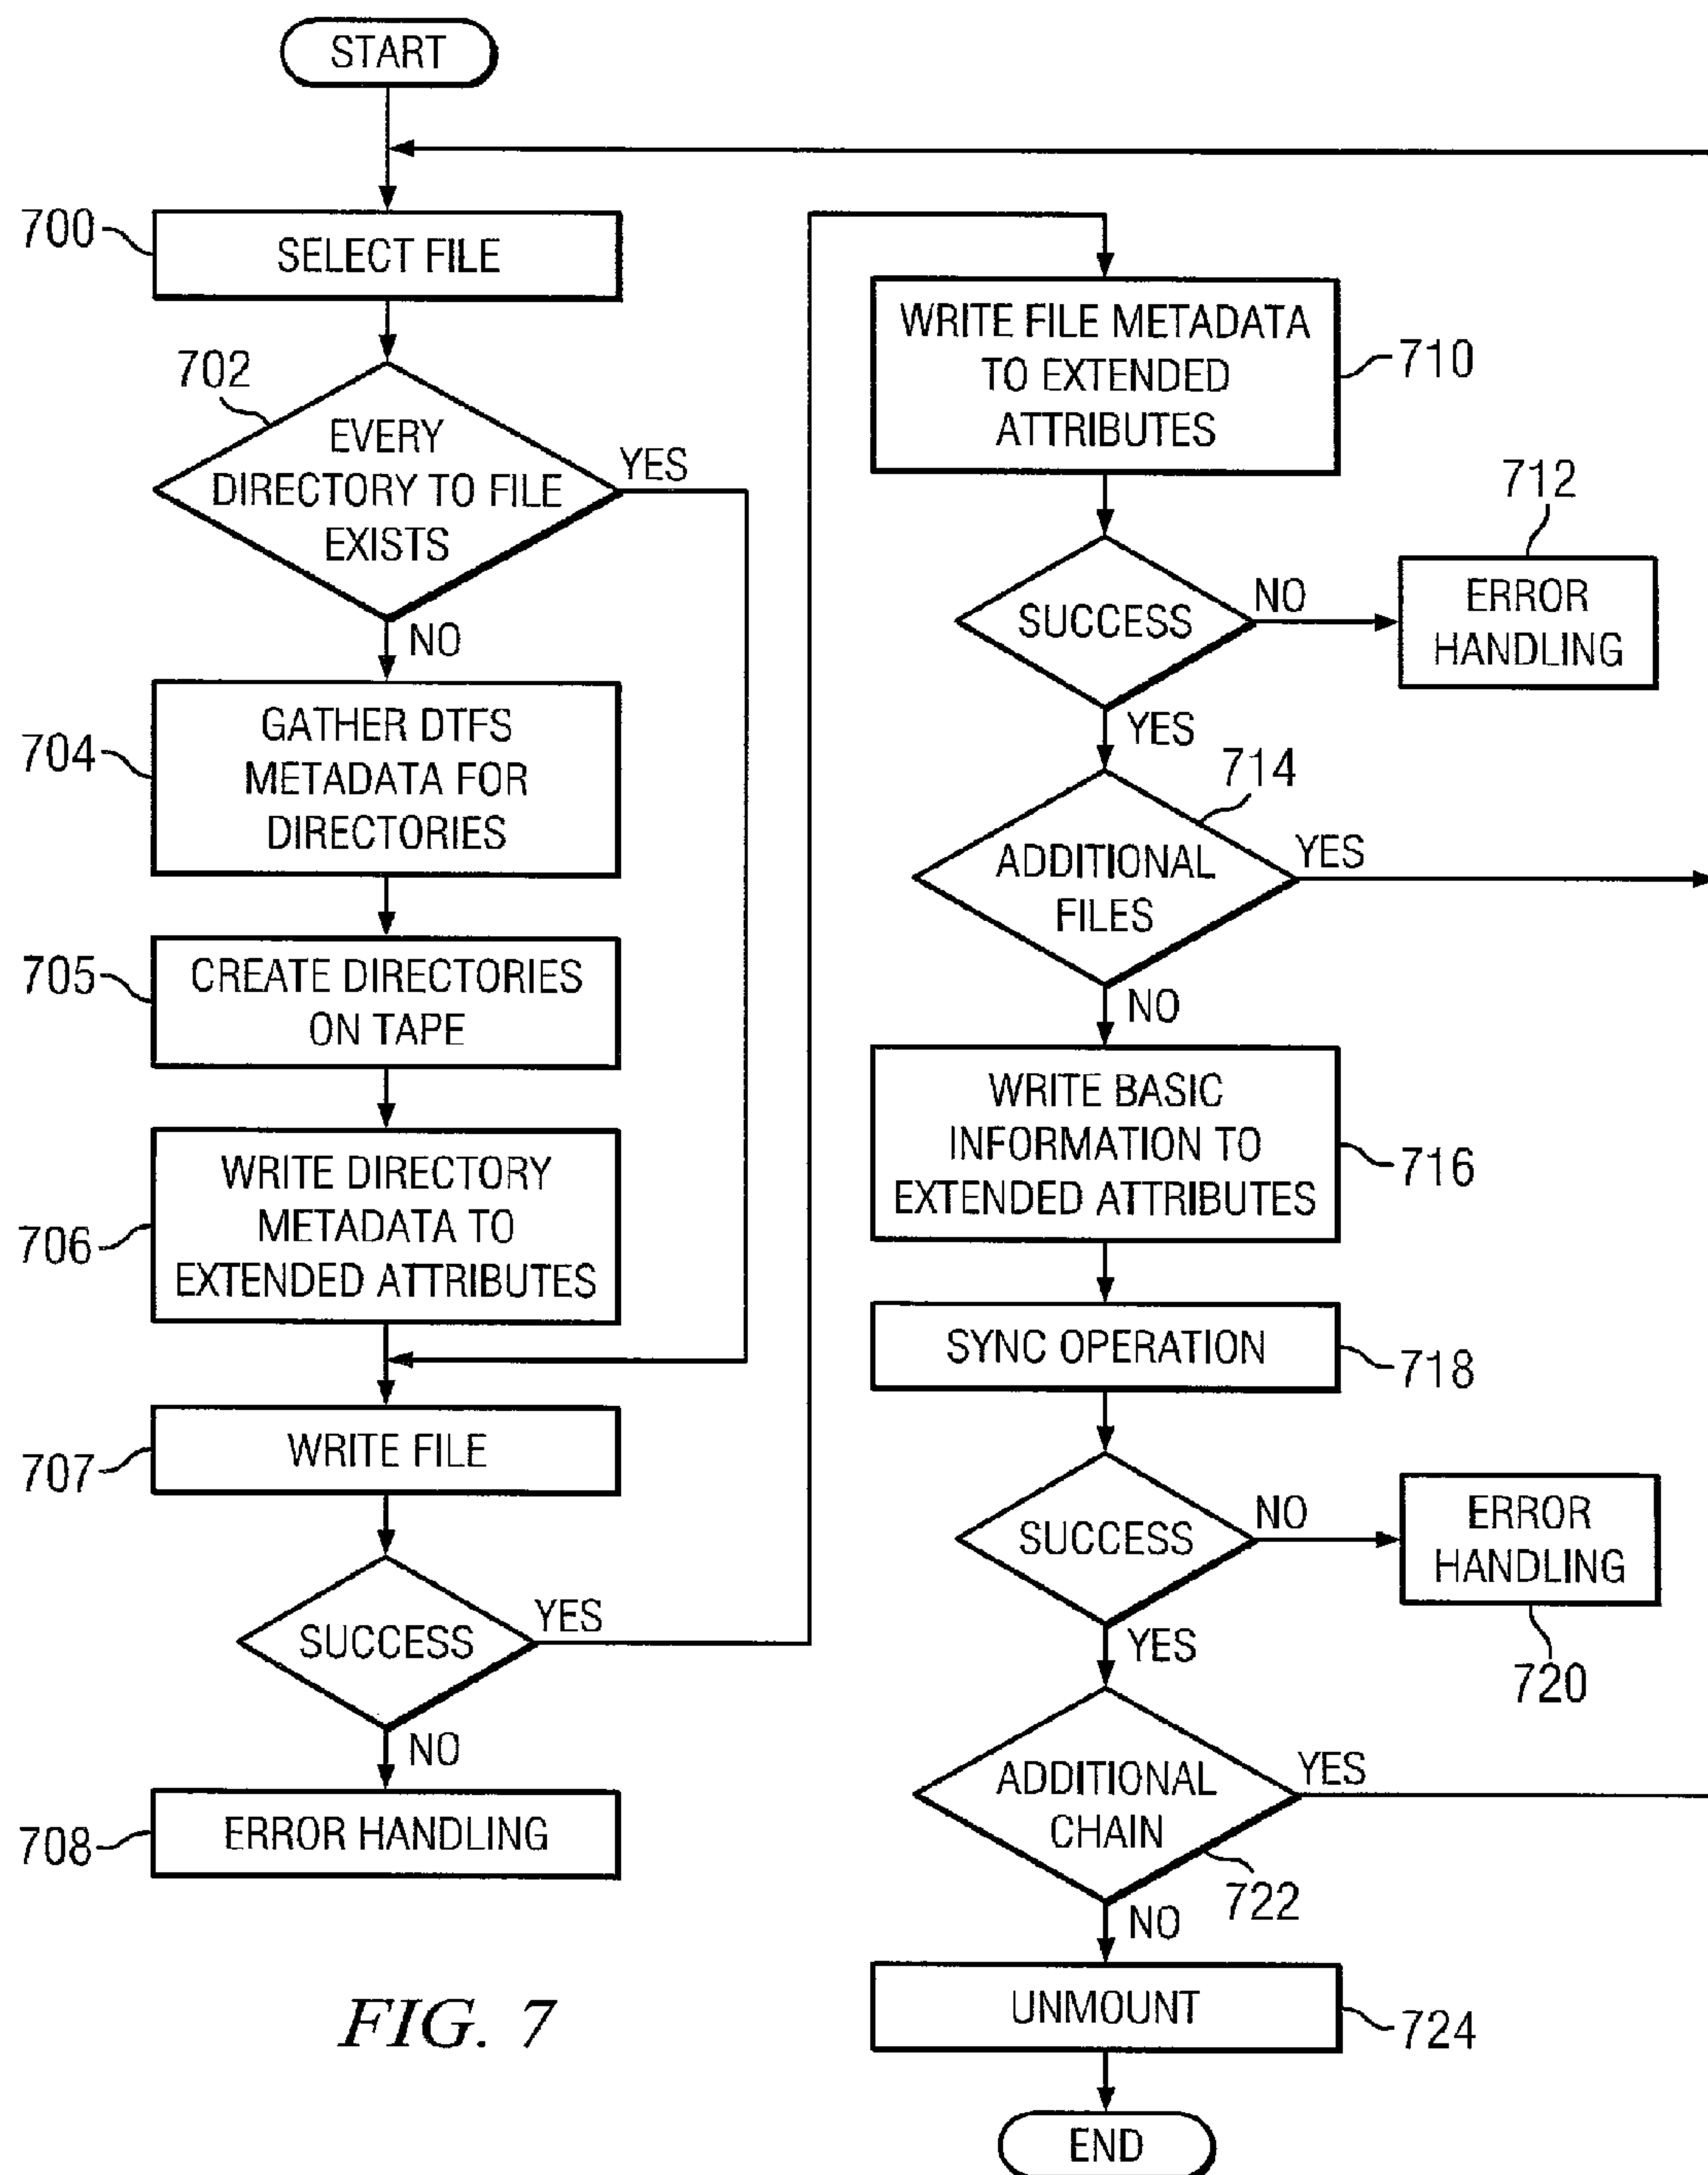 START
700
SELECT FILE
702
EVERY
DIRECTORY TO FILE
EXISTS
YES
NO
704
GATHER DTFS
METADATA FOR
DIRECTORIES
705
CREATE DIRECTORIES
ON TAPE
706
WRITE DIRECTORY
METADATA TO
EXTENDED ATTRIBUTES
707
WRITE FILE
SUCCESS
YES
NO
708
ERROR HANDLING
WRITE FILE METADATA
TO EXTENDED
ATTRIBUTES
710
SUCCESS
NO
712
ERROR
HANDLING
YES
714
ADDITIONAL
FILES
YES
NO
WRITE BASIC
INFORMATION TO
EXTENDED ATTRIBUTES
716
SYNC OPERATION
718
SUCCESS
NO
ERROR
HANDLING
720
YES
ADDITIONAL
CHAIN
YES
722
NO
UNMOUNT
724
END
FIG. 7